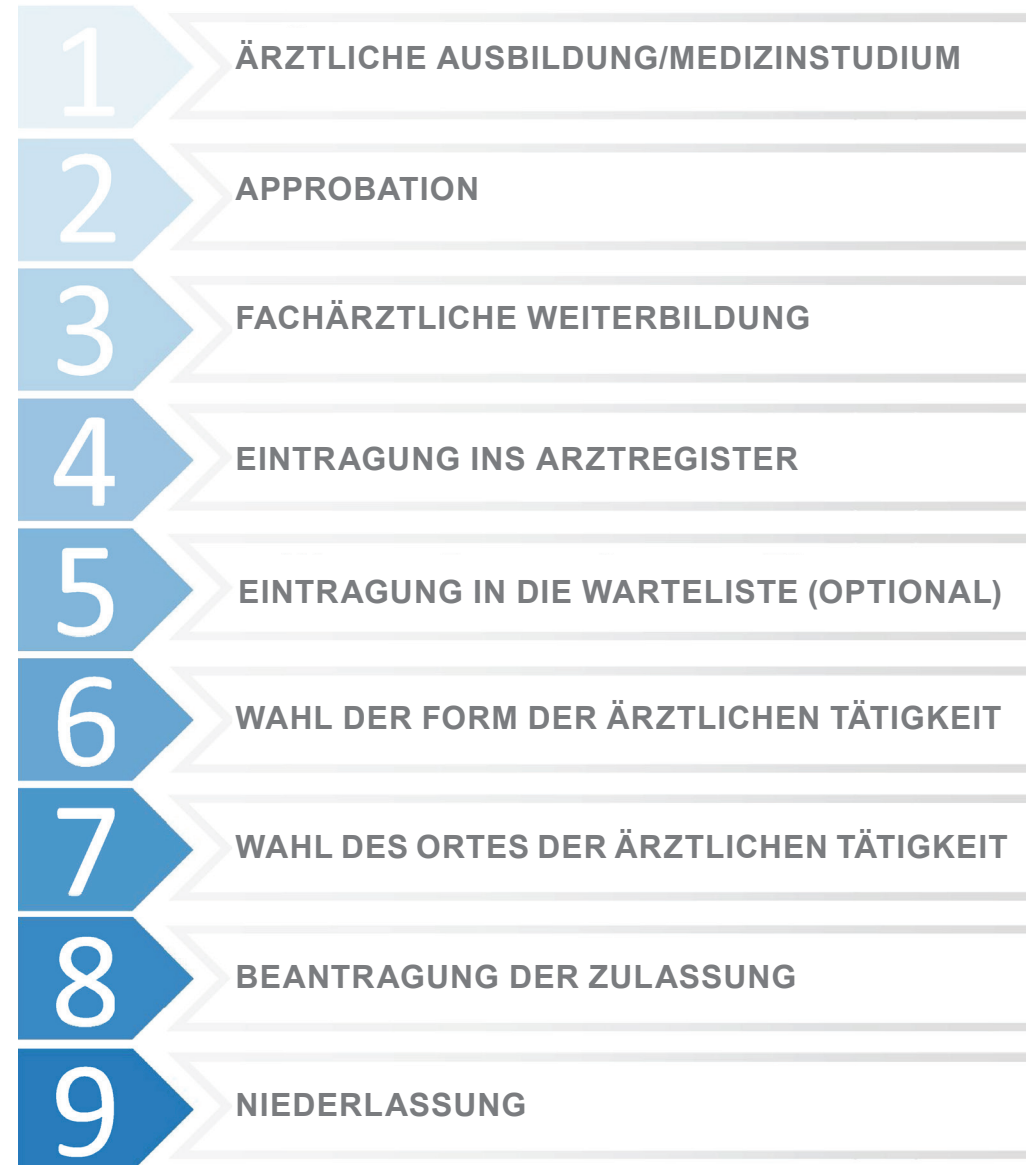 1 ÄRZTLICHE AUSBILDUNG/MEDIZINSTUDIUM
2 APPROBATION
3 FACHÄRZTLICHE WEITERBILDUNG
4 EINTRAGUNG INS ARZTREGISTER
5 EINTRAGUNG IN DIE WARTELISTE (OPTIONAL)
6 WAHL DER FORM DER ÄRZTLICHEN TÄTIGKEIT
7 WAHL DES ORTES DER ÄRZTLICHEN TÄTIGKEIT
8 BEANTRAGUNG DER ZULASSUNG
9 NIEDERLASSUNG